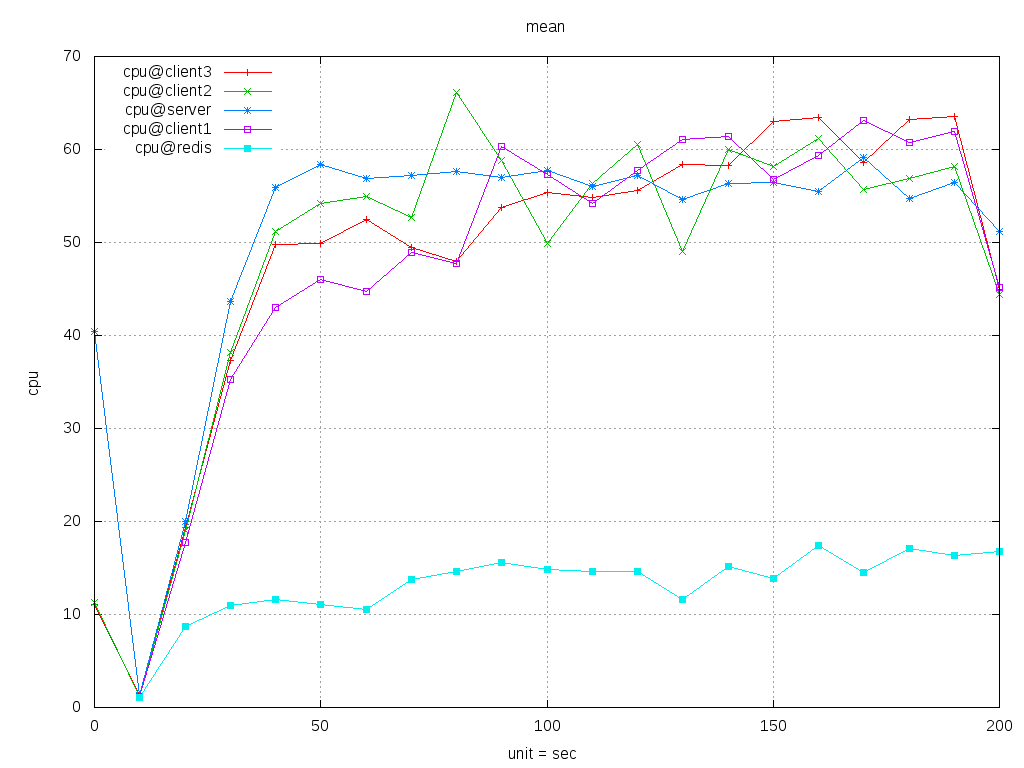 mean
70
60
50
40
30
20
10
0
cpu
cpu@client3
cpu@client2
cpu@server
cpu@client1
cpu@redis
0 50 100 150 200
unit = sec